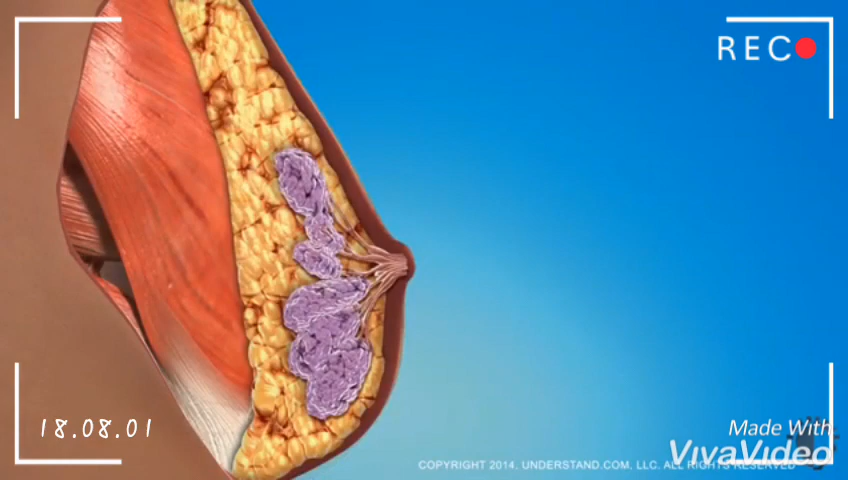 REC
18.08.01
Made With
VivaVideo
COPYRIGHT 2014. UNDERSTAND.COM, LLC. ALL RIGHTS RESERVED